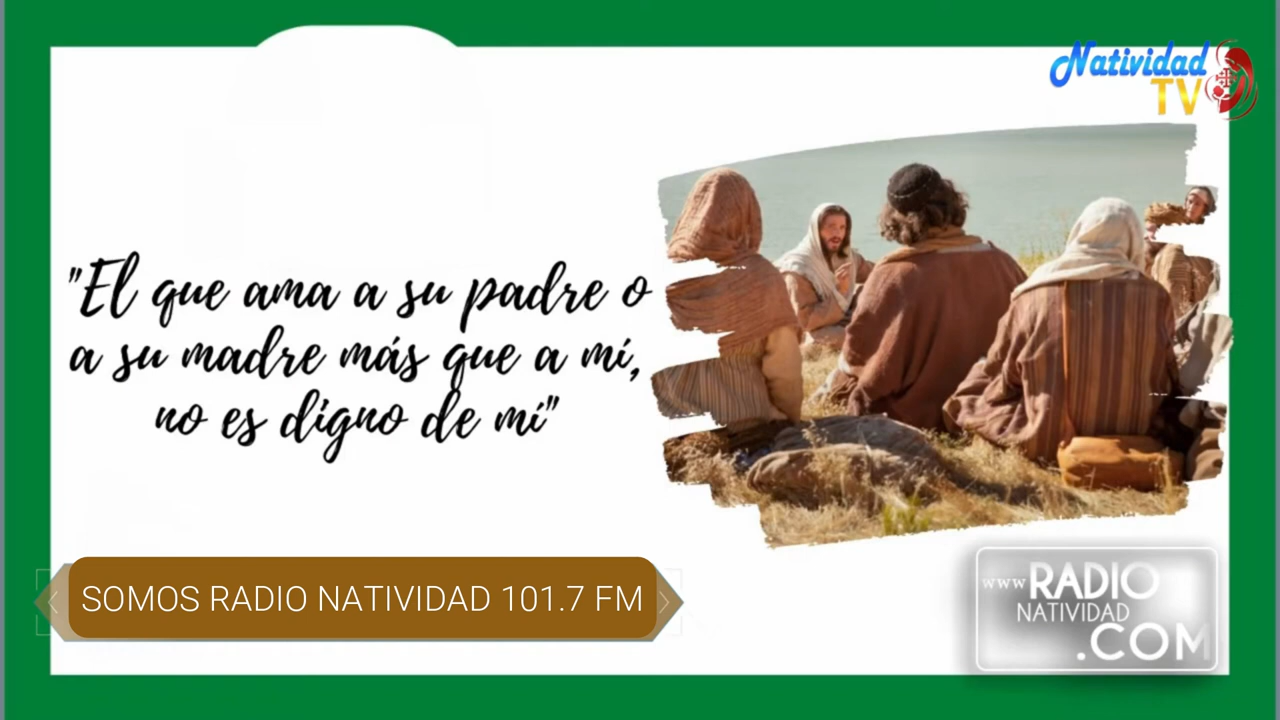 Natividad
TV
"El que ama a su padre o
a su madre más que a mí,
no es digno de mí"
SOMOS RADIO NATIVIDAD 101.7 FM
www RADIO
NATIVIDAD
.COM